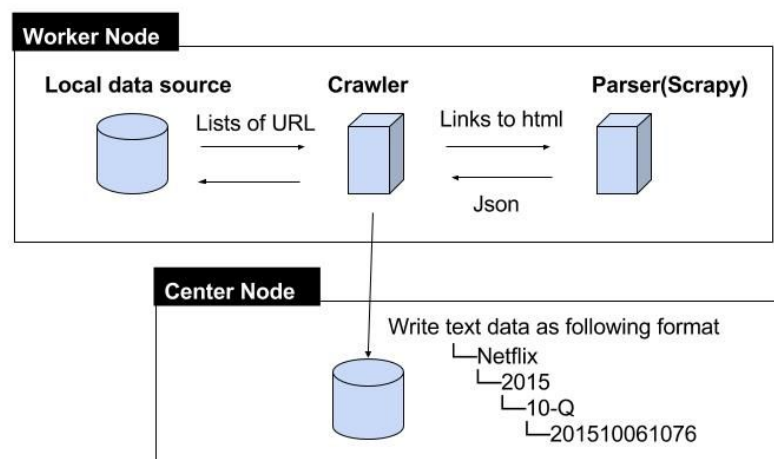 Worker Node
Local data source
Crawler
Parser(Scrapy)
Lists of URL
Links to html
Json
Center Node
Write text data as following format
Netflix
2015
10-Q
201510061076